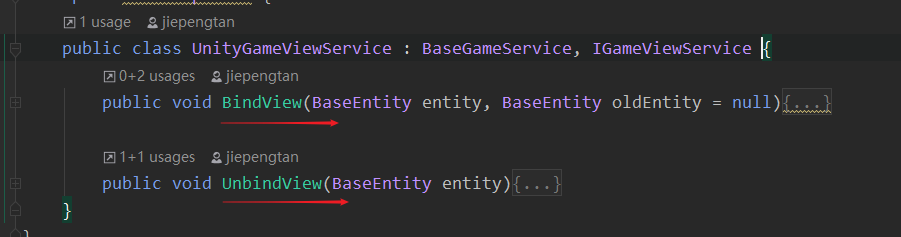 1 usage jiepengtan
public class UnityGameViewService : BaseGameService, IGameViewService {
0+2 usages jiepengtan
public void BindView(BaseEntity entity, BaseEntity oldEntity = null){...}
1+1 usages jiepengtan
public void UnbindView(BaseEntity entity){...}
}
}